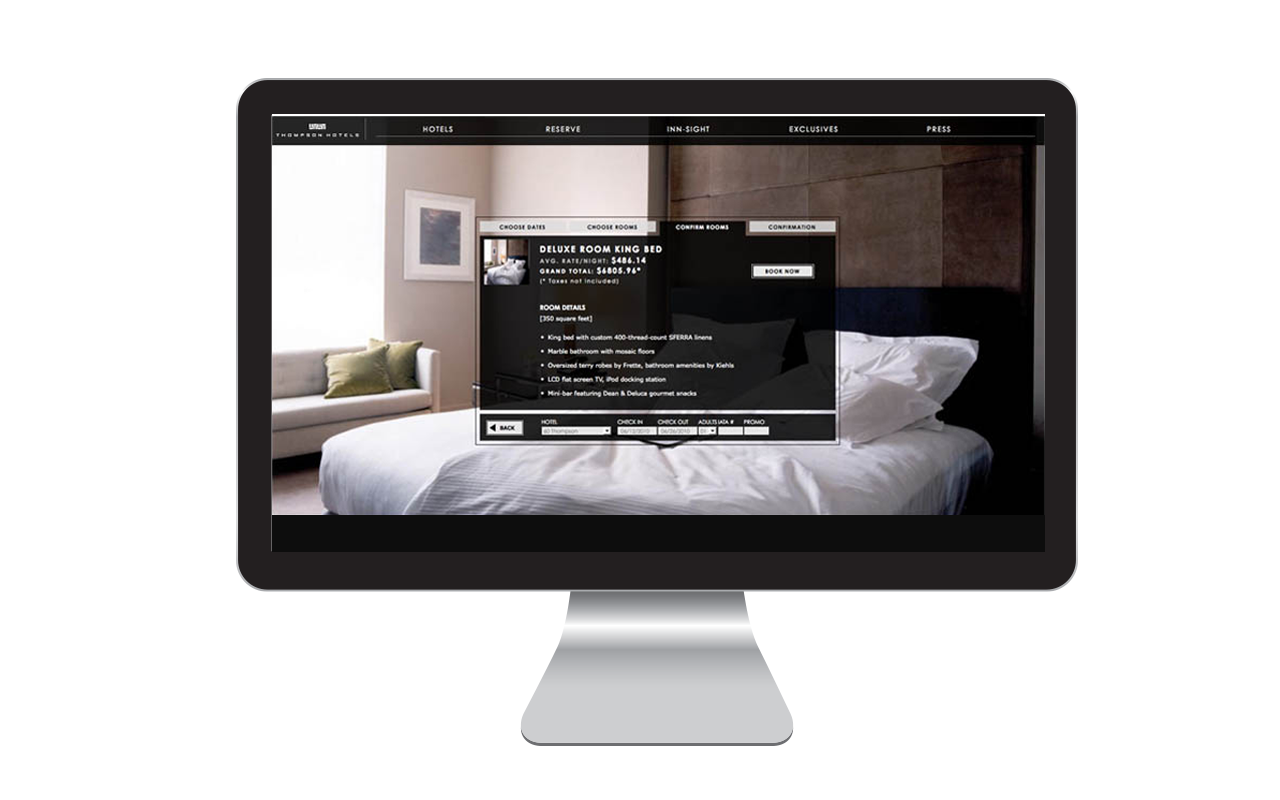 THOMPSON HOTELS
HOTELS RESERVE INN-SIGHT EXCLUSIVES PRESS
CHOOSE DATES CHOOSE ROOMS CONFIRM ROOMS CONFIRMATION
DELUXE ROOM KING BED
AVG. RATE/NIGHT: $486.14
GRAND TOTAL: $6805.96*
(* Taxes not included)
BOOK NOW
ROOM DETAILS
[350 square feet]
• King bed with custom 400-thread-count SFERRA linens
• Marble bathroom with mosaic floors
• Oversized terry robes by Frette, bathroom amenities by Kiehls
• LCD flat screen TV, iPod docking station
• Mini-bar featuring Dean & Deluca gourmet snacks
BACK
HOTEL CHECK IN CHECK OUT ADULTS IATA # PROMO
60 Thompson 06/12/2010 06/26/2010 01